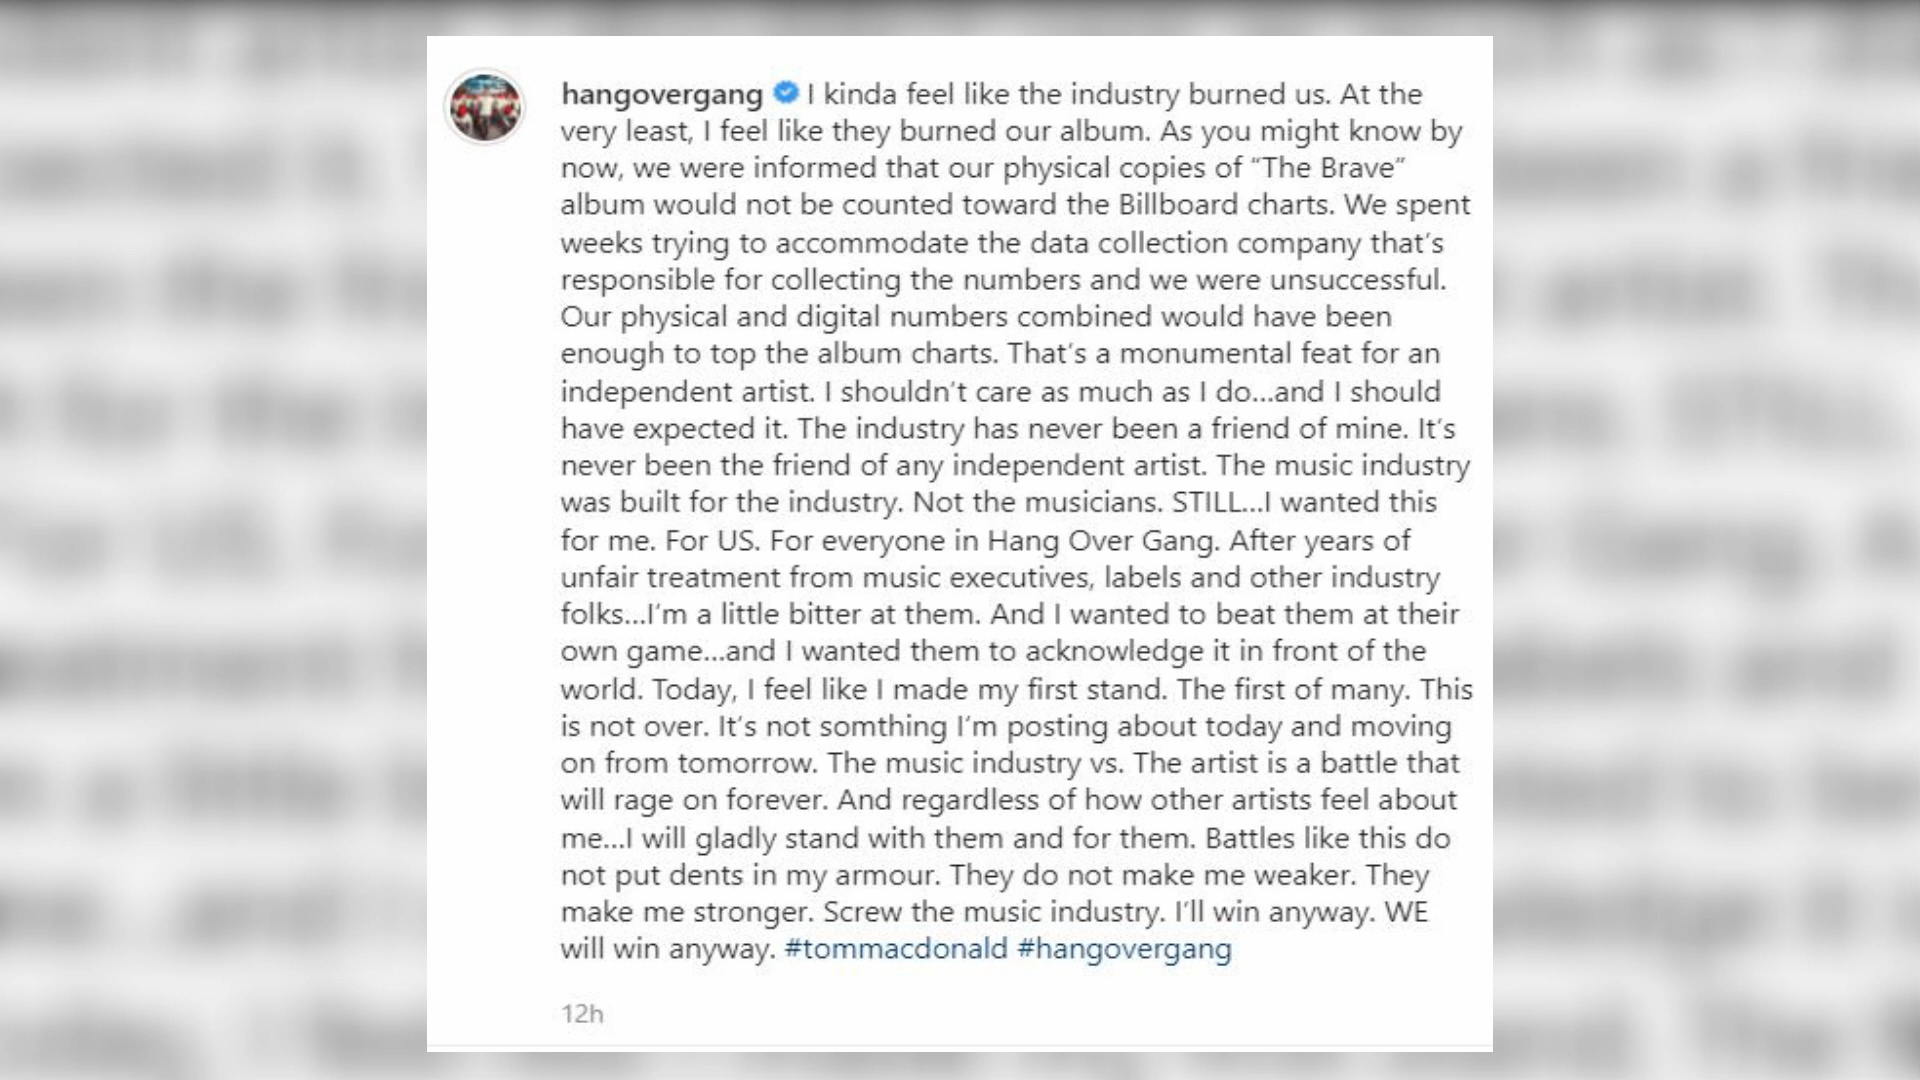 hangovergang I kinda feel like the industry burned us. At the
very least, I feel like they burned our album. As you might know by
now, we were informed that our physical copies of “The Brave”
album would not be counted toward the Billboard charts. We spent
weeks trying to accommodate the data collection company that’s
responsible for collecting the numbers and we were unsuccessful.
Our physical and digital numbers combined would have been
enough to top the album charts. That’s a monumental feat for an
independent artist. I shouldn’t care as much as I do...and I should
have expected it. The industry has never been a friend of mine. It’s
never been the friend of any independent artist. The music industry
was built for the industry. Not the musicians. STILL...I wanted this
for me. For US. For everyone in Hang Over Gang. After years of
unfair treatment from music executives, labels and other industry
folks...I’m a little bitter at them. And I wanted to beat them at their
own game...and I wanted them to acknowledge it in front of the
world. Today, I feel like I made my first stand. The first of many. This
is not over. It’s not somthing I’m posting about today and moving
on from tomorrow. The music industry vs. The artist is a battle that
will rage on forever. And regardless of how other artists feel about
me...I will gladly stand with them and for them. Battles like this do
not put dents in my armour. They do not make me weaker. They
make me stronger. Screw the music industry. I’ll win anyway. WE
will win anyway. #tommacdonald #hangovergang
12h